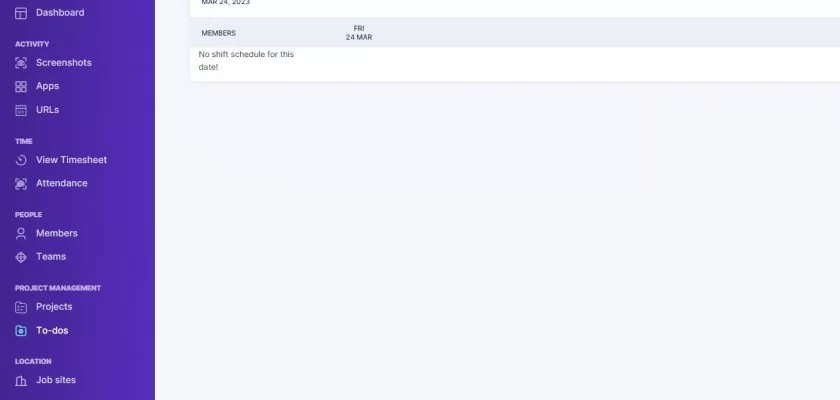 Dashboard
ACTIVITY
Screenshots
Apps
URLs
TIME
View Timesheet
Attendance
PEOPLE
Members
Teams
PROJECT MANAGEMENT
Projects
To-dos
LOCATION
Job sites
MAR 24, 2023
MEMBERS
FRI
24 MAR
No shift schedule for this
date!